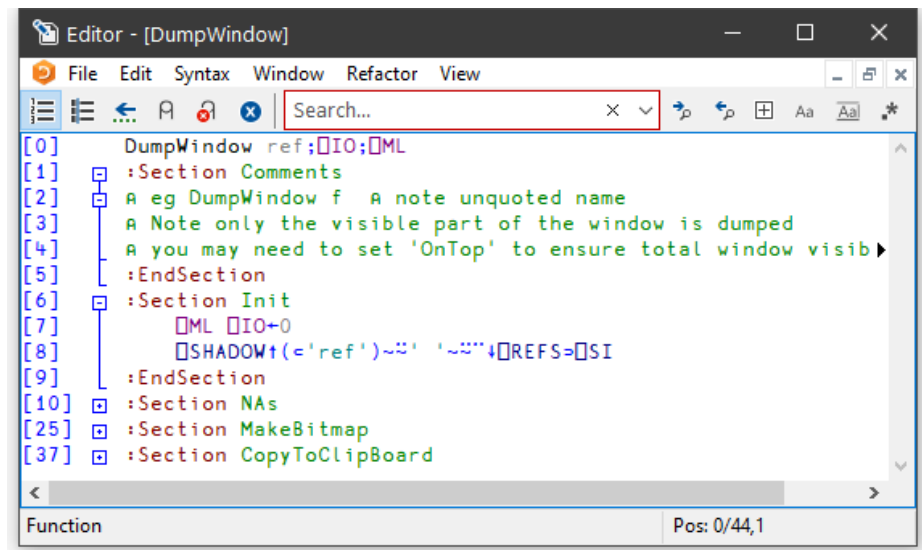 Editor - [DumpWindow]
File Edit Syntax Window Refactor View
Search...
Aa Aa .*
[0] DumpWindow ref;⎕IO;⎕ML
[1] :Section Comments
[2] ⍝ eg DumpWindow f ⍝ note unquoted name
[3] ⍝ Note only the visible part of the window is dumped
[4] ⍝ you may need to set 'OnTop' to ensure total window visib
[5] :EndSection
[6] :Section Init
[7] ⎕ML ⎕IO←0
[8] ⎕SHADOW↑(⊂'ref')~⍨' '~⍨¨↓⎕REFS⊃⎕SI
[9] :EndSection
[10] :Section NAs
[25] :Section MakeBitmap
[37] :Section CopyToClipBoard
Function Pos: 0/44,1